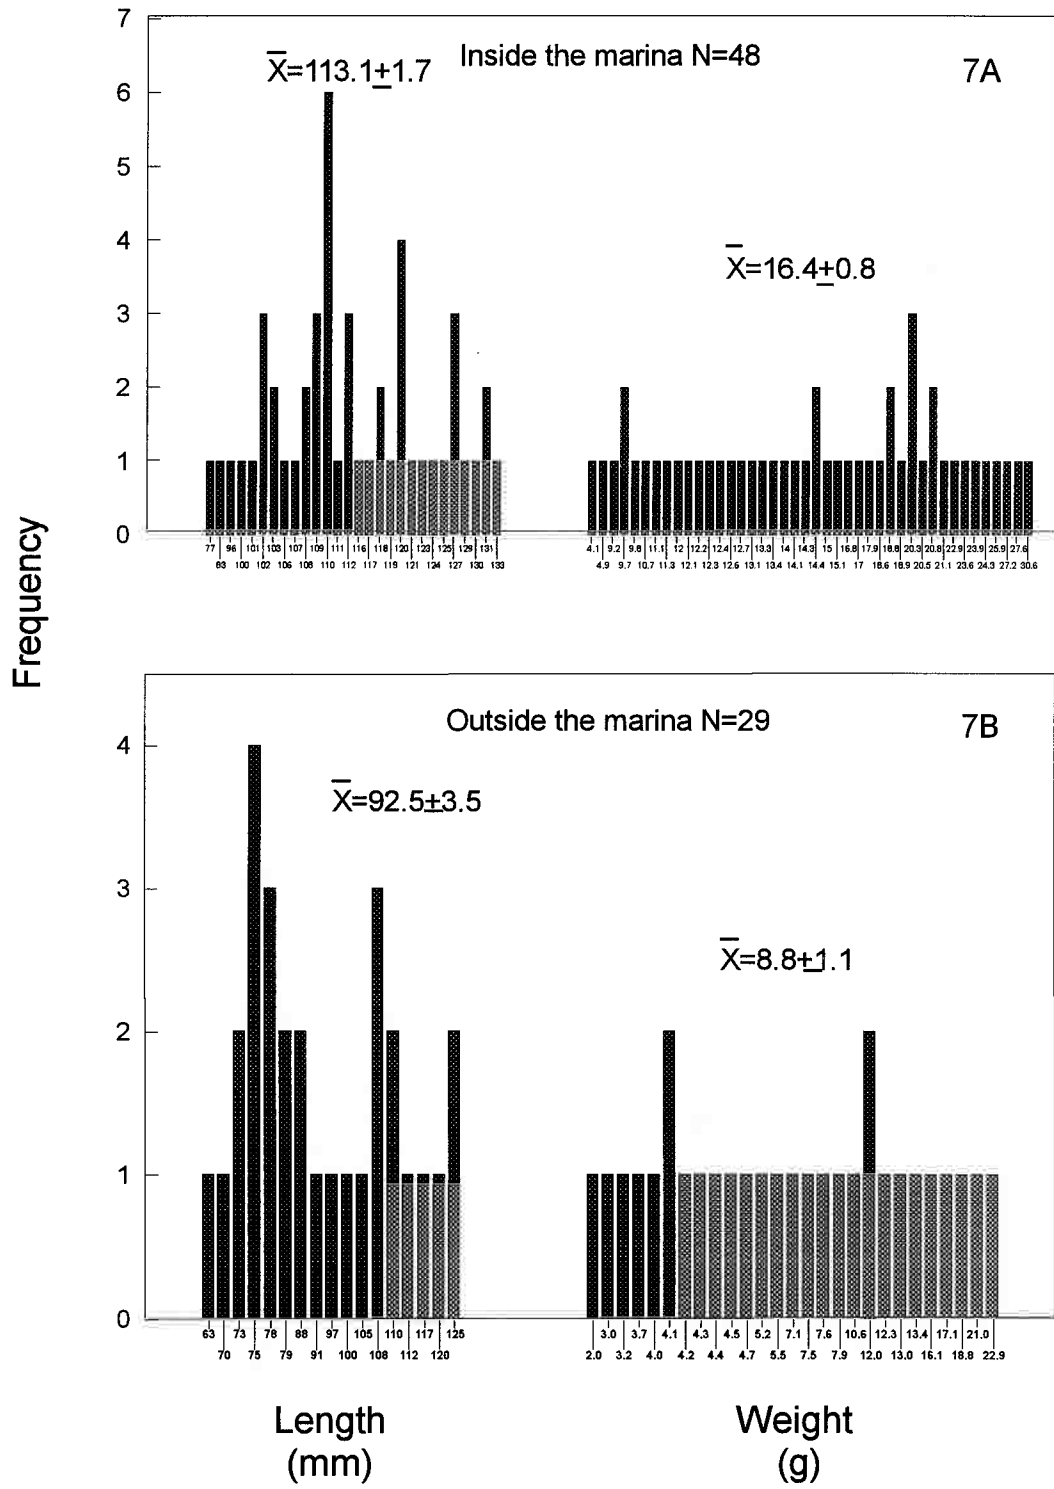 7
X=113.1±1.7
Inside the marina N=48
7A
6
5
4
X=16.4±0.8
3
2
1
0
77 96 101 103 107 109 111 116 118 120 123 125 129 131
83 100 102 106 108 110 112 117 119 121 124 127 130 133
4.1 9.2 9.8 11.1 12 12.2 12.4 12.7 13.3 14 14.3 15 16.8 17.9 18.8 20.3 20.8 22.9 23.9 25.9 27.6
4.9 9.7 10.7 11.3 12.1 12.3 12.6 13.1 13.4 14.1 14.4 15.1 17 18.6 18.9 20.5 21.1 23.6 24.3 27.2 30.6
Frequency
Outside the marina N=29
7B
4
X=92.5±3.5
3
X=8.8±1.1
2
1
0
63 73 78 88 97 105 110 117 125
70 75 79 91 100 108 112 120
3.0 3.7 4.1 4.3 4.5 5.2 7.1 7.6 10.6 12.3 13.4 17.1 21.0
2.0 3.2 4.0 4.2 4.4 4.7 5.5 7.5 7.9 12.0 13.0 16.1 18.8 22.9
Length
(mm)
Weight
(g)